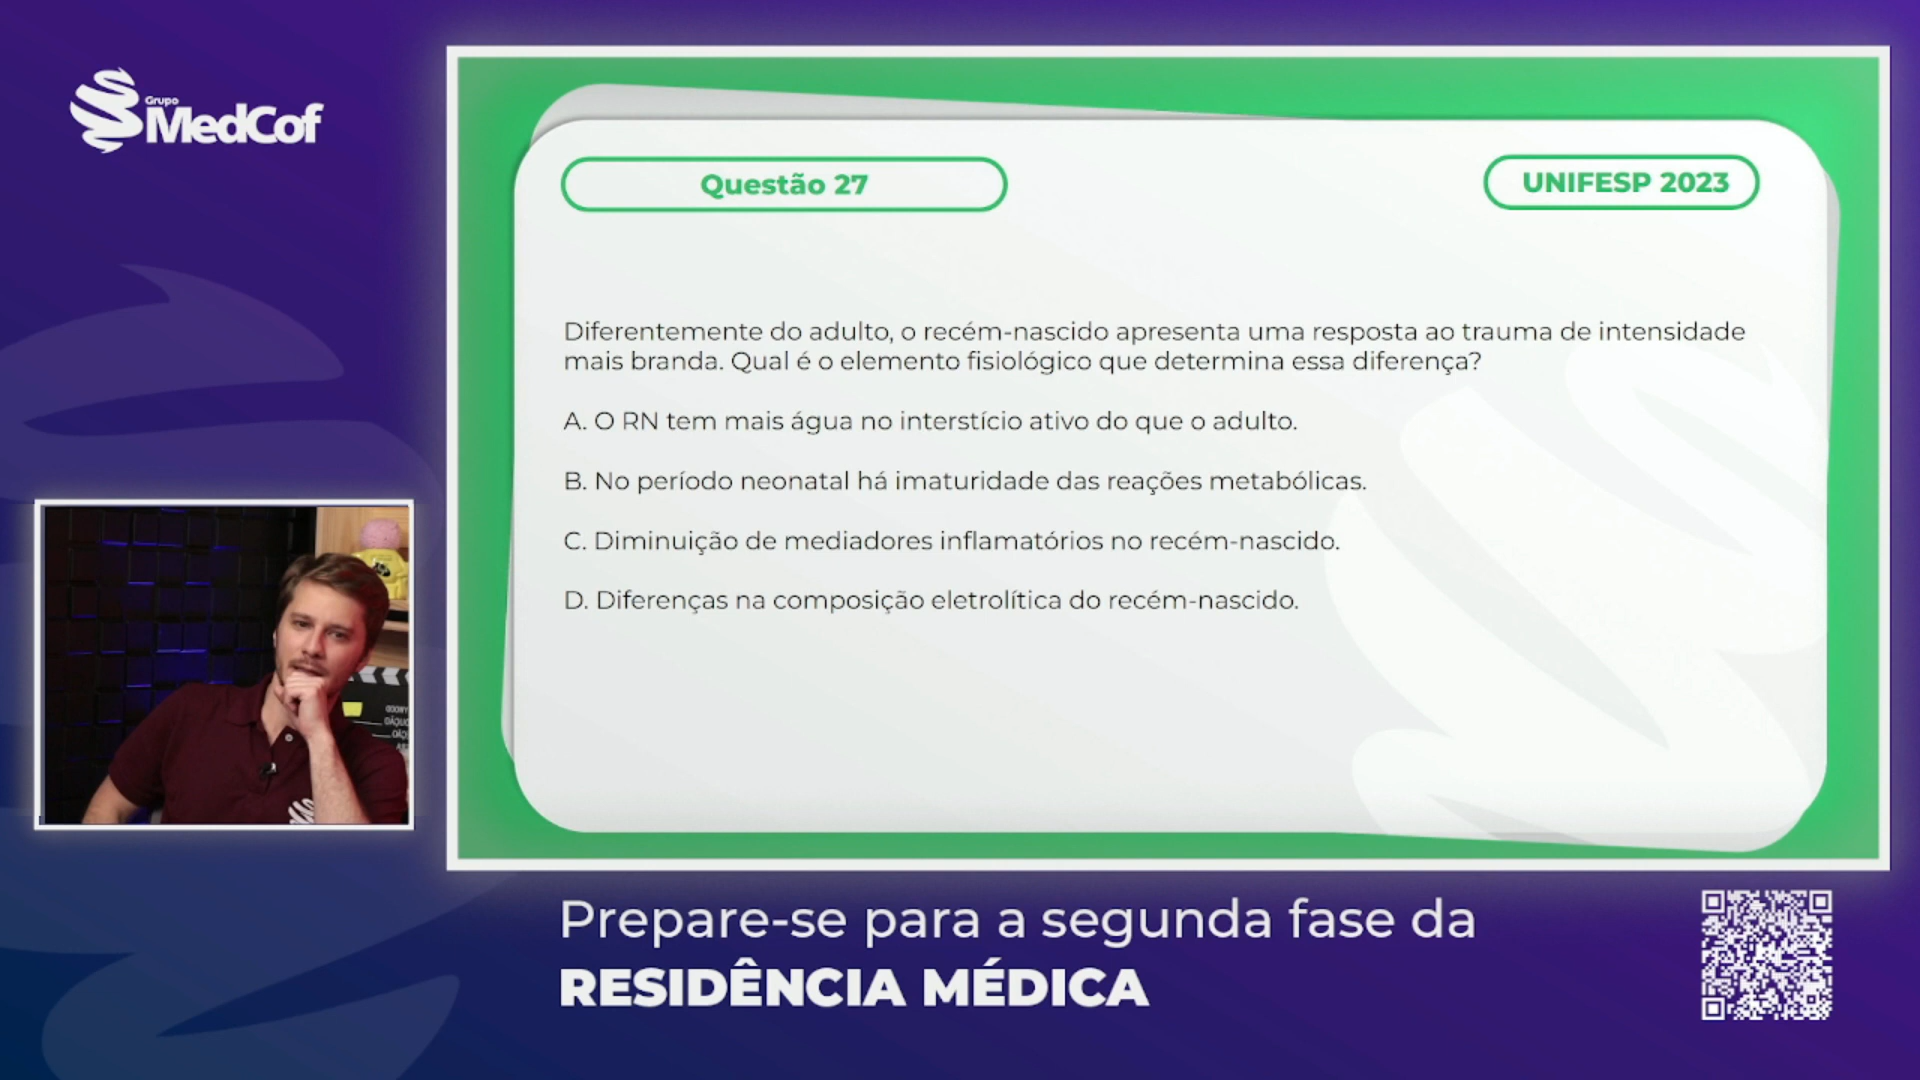 Grupo
MedCof
Questão 27
UNIFESP 2023
Diferentemente do adulto, o recém-nascido apresenta uma resposta ao trauma de intensidade
mais branda. Qual é o elemento fisiológico que determina essa diferença?
A. O RN tem mais água no interstício ativo do que o adulto.
B. No período neonatal há imaturidade das reações metabólicas.
C. Diminuição de mediadores inflamatórios no recém-nascido.
D. Diferenças na composição eletrolítica do recém-nascido.
Prepare-se para a segunda fase da
RESIDÊNCIA MÉDICA